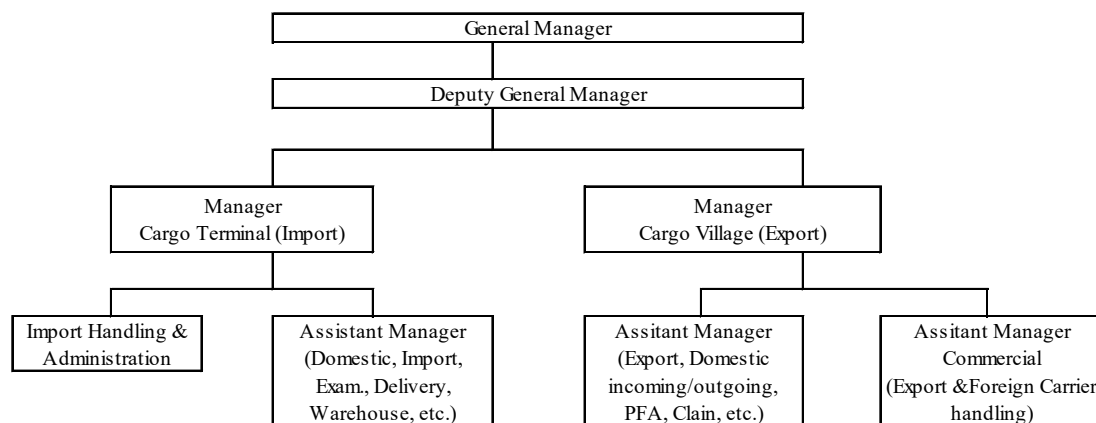 General Manager
Deputy General Manager
Manager
Cargo Terminal (Import)
Manager
Cargo Village (Export)
Import Handling &
Administration
Assistant Manager
(Domestic, Import,
Exam., Delivery,
Warehouse, etc.)
Assitant Manager
(Export, Domestic
incoming/outgoing,
PFA, Clain, etc.)
Assitant Manager
Commercial
(Export &Foreign Carrier
handling)